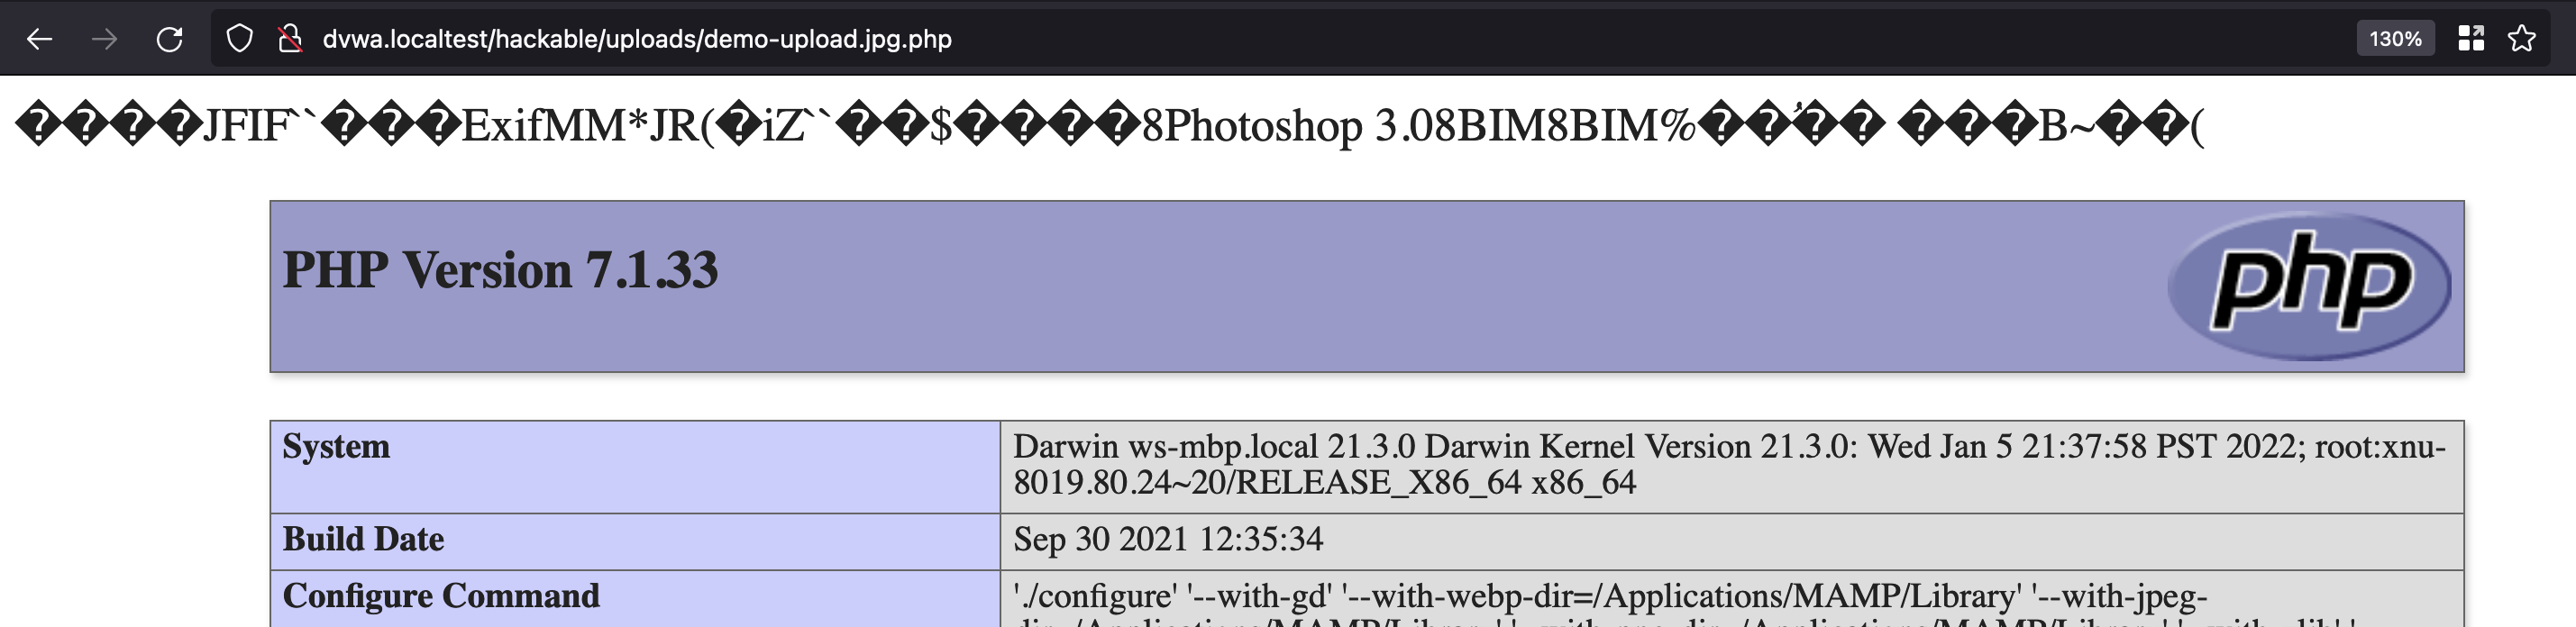 dvwa.localtest/hackable/uploads/demo-upload.jpg.php
130%
����JFIF``���ExifMM*JR(�iZ``��$����8Photoshop 3.08BIM8BIM%���� ���B~��(
PHP Version 7.1.33
php
System
Darwin ws-mbp.local 21.3.0 Darwin Kernel Version 21.3.0: Wed Jan 5 21:37:58 PST 2022; root:xnu-
8019.80.24~20/RELEASE_X86_64 x86_64
Build Date
Sep 30 2021 12:35:34
Configure Command
'./configure' '--with-gd' '--with-webp-dir=/Applications/MAMP/Library' '--with-jpeg-